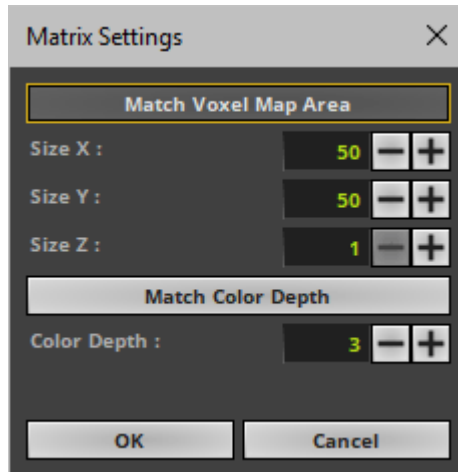 Matrix Settings
Match Voxel Map Area
Size X : 50
Size Y : 50
Size Z : 1
Match Color Depth
Color Depth : 3
OK Cancel